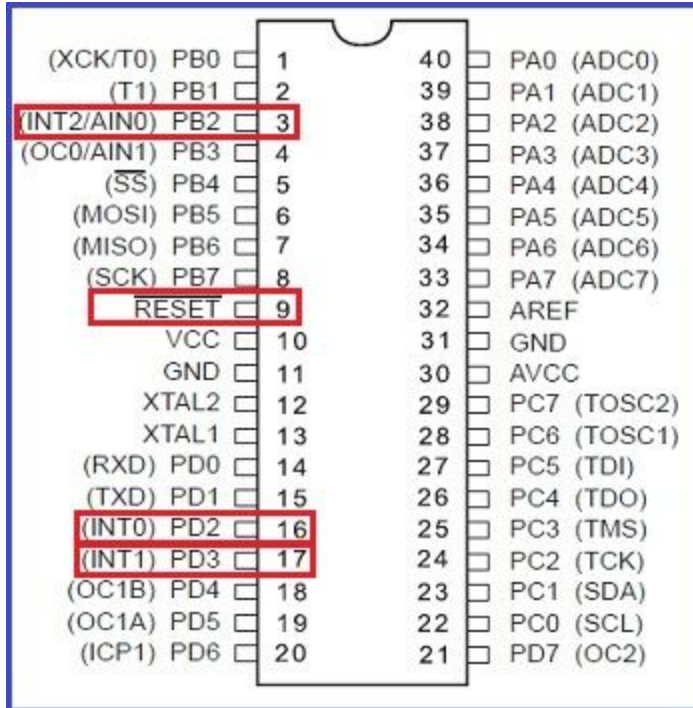 (XCK/T0) PB0 1 40 PA0 (ADC0)
(T1) PB1 2 39 PA1 (ADC1)
(INT2/AIN0) PB2 3 38 PA2 (ADC2)
(OC0/AIN1) PB3 4 37 PA3 (ADC3)
(SS) PB4 5 36 PA4 (ADC4)
(MOSI) PB5 6 35 PA5 (ADC5)
(MISO) PB6 7 34 PA6 (ADC6)
(SCK) PB7 8 33 PA7 (ADC7)
RESET 9 32 AREF
VCC 10 31 GND
GND 11 30 AVCC
XTAL2 12 29 PC7 (TOSC2)
XTAL1 13 28 PC6 (TOSC1)
(RXD) PD0 14 27 PC5 (TDI)
(TXD) PD1 15 26 PC4 (TDO)
(INT0) PD2 16 25 PC3 (TMS)
(INT1) PD3 17 24 PC2 (TCK)
(OC1B) PD4 18 23 PC1 (SDA)
(OC1A) PD5 19 22 PC0 (SCL)
(ICP1) PD6 20 21 PD7 (OC2)